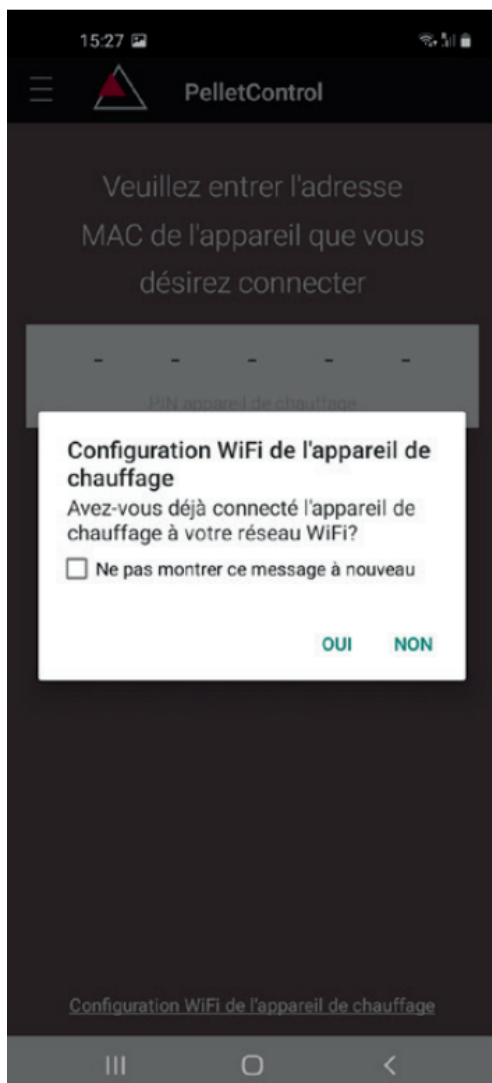 15:27
PelletControl
Veuillez entrer l'adresse
MAC de l'appareil que vous
désirez connecter
- - - - -
PIN appareil de chauffage
Configuration WiFi de l'appareil de
chauffage
Avez-vous déjà connecté l'appareil de
chauffage à votre réseau WiFi?
Ne pas montrer ce message à nouveau
OUI NON
Configuration WiFi de l'appareil de chauffage